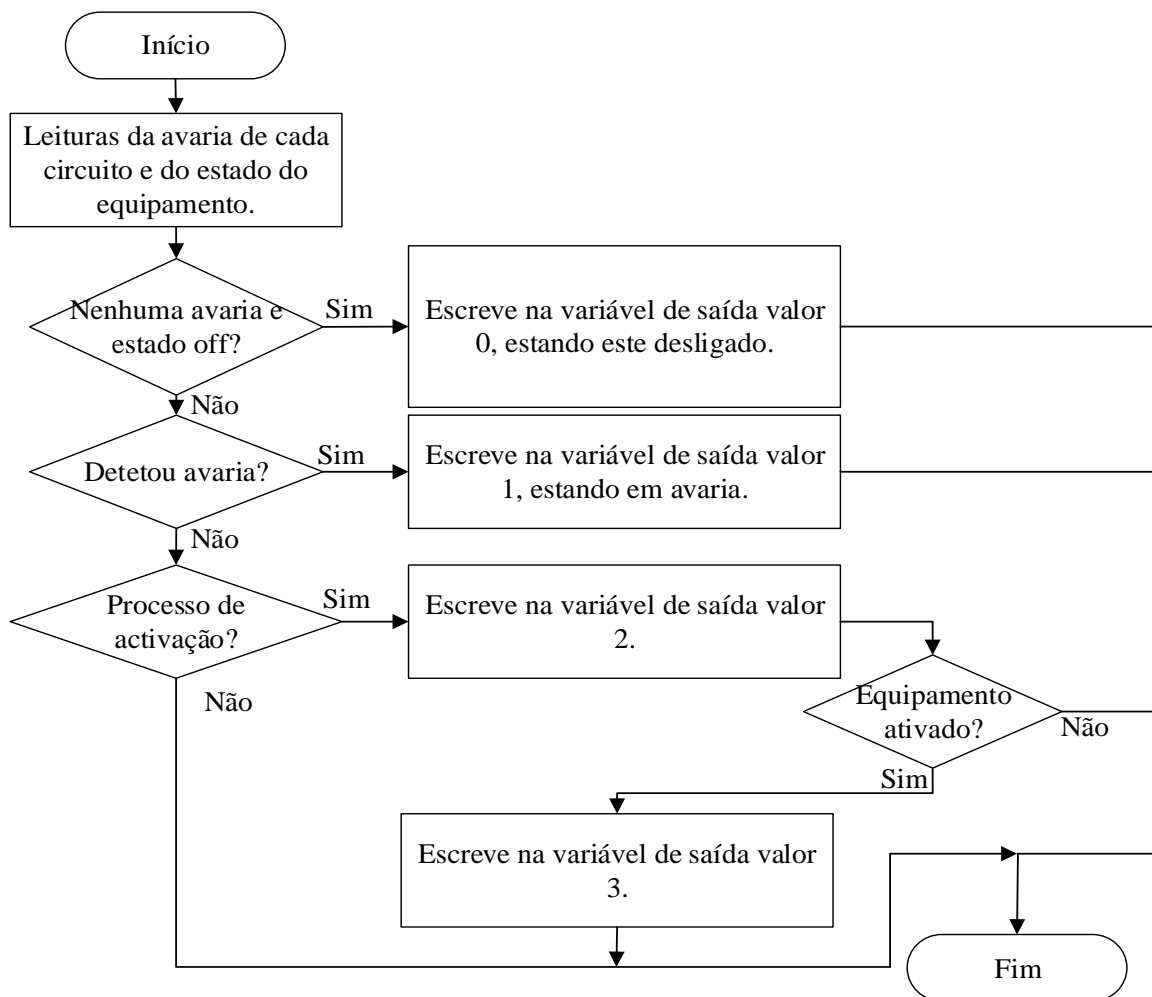 Início
Leituras da avaria de cada
circuito e do estado do
equipamento.
Nenhuma avaria e
estado off?
Sim
Escreve na variável de saída valor
0, estando este desligado.
Não
Detetou avaria?
Sim
Escreve na variável de saída valor
1, estando em avaria.
Não
Processo de
activação?
Sim
Escreve na variável de saída valor
2.
Não
Equipamento
ativado?
Não
Sim
Escreve na variável de saída valor
3.
Fim